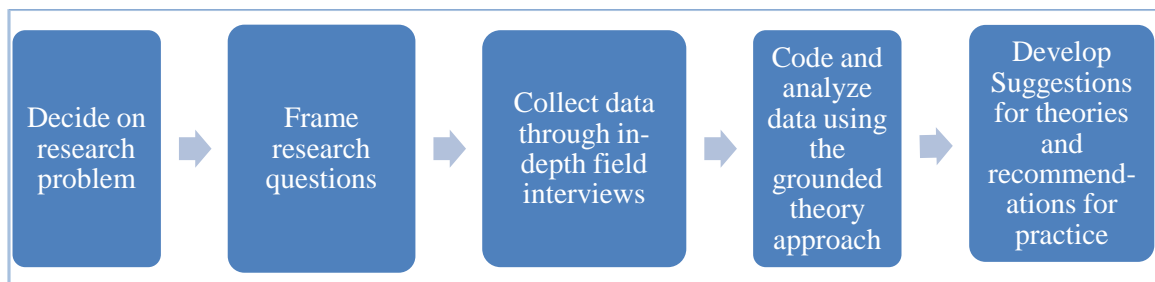 Decide on
research
problem
Frame
research
questions
Collect data
through in-
depth field
interviews
Code and
analyze
data using
the
grounded
theory
approach
Develop
Suggestions
for theories
and
recommend-
ations for
practice